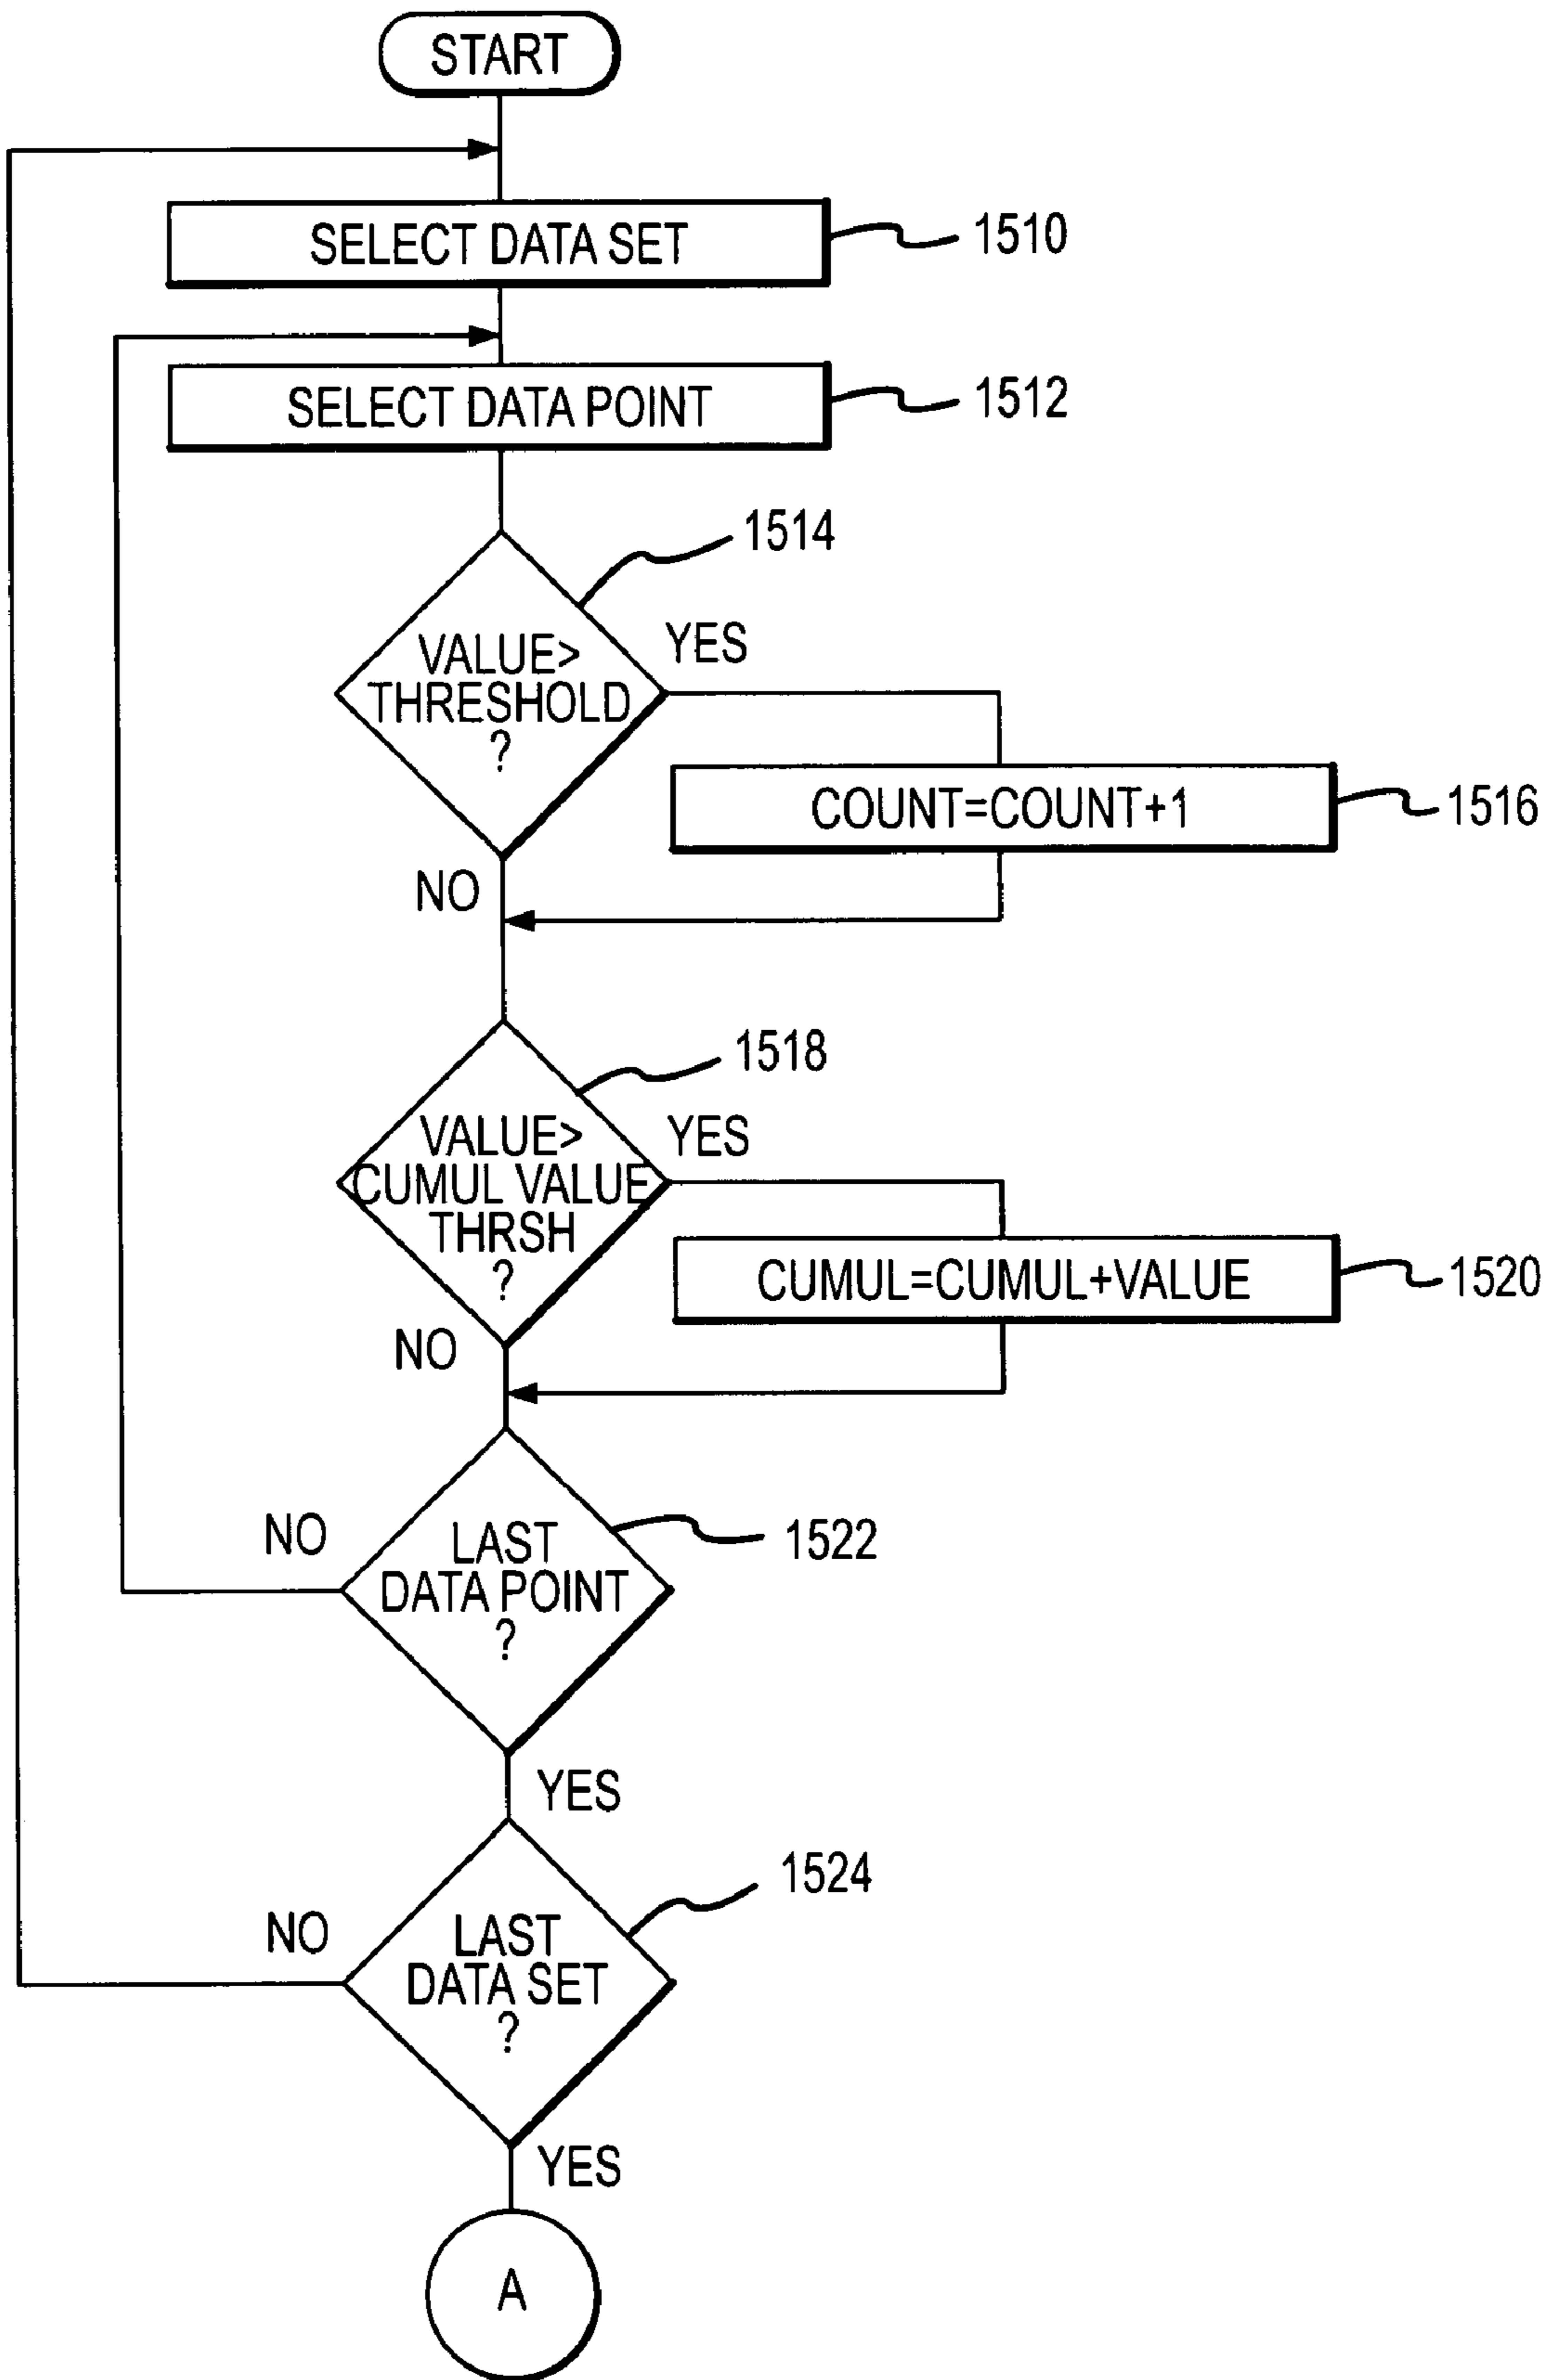 START
SELECT DATA SET
1510
SELECT DATA POINT
1512
1514
VALUE>
THRESHOLD
?
YES
COUNT=COUNT+1
1516
NO
1518
VALUE>
CUMUL VALUE
THRSH
?
YES
CUMUL=CUMUL+VALUE
1520
NO
1522
LAST
DATA POINT
?
NO
YES
1524
LAST
DATA SET
?
NO
YES
A